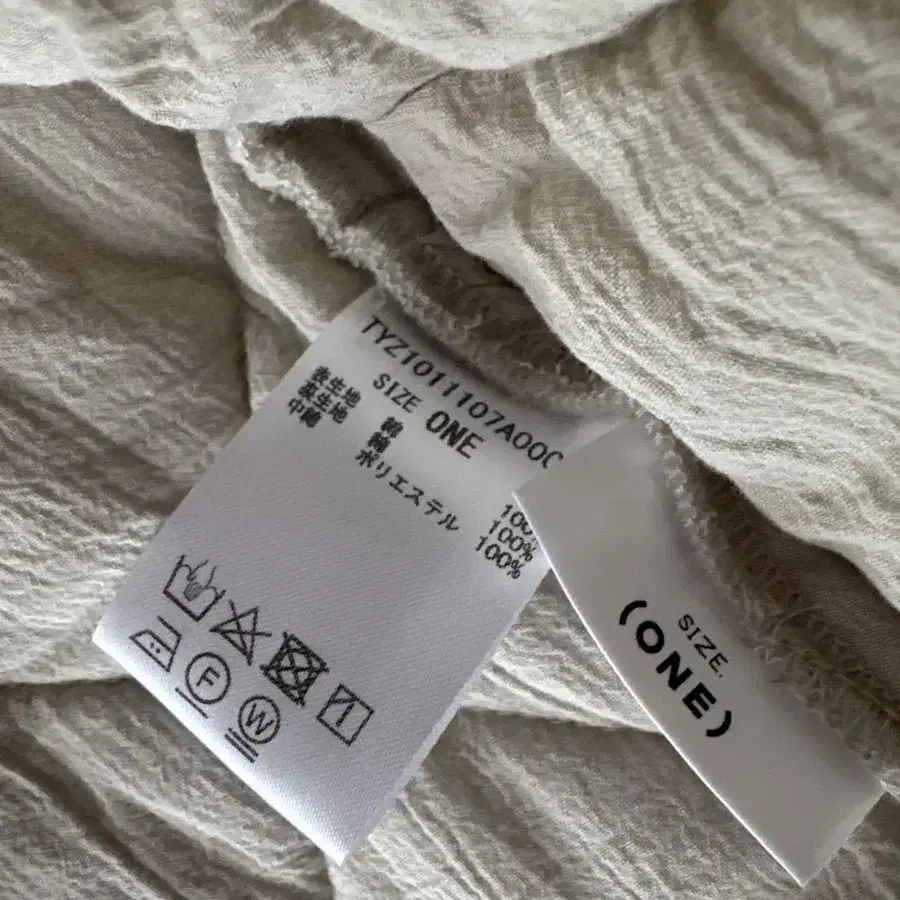 TYZ1011107A00C
SIZE ONE
表生地 綿 100%
裏生地 綿 100%
中綿 ポリエステル 100%
F
W
SIZE.
(ONE)